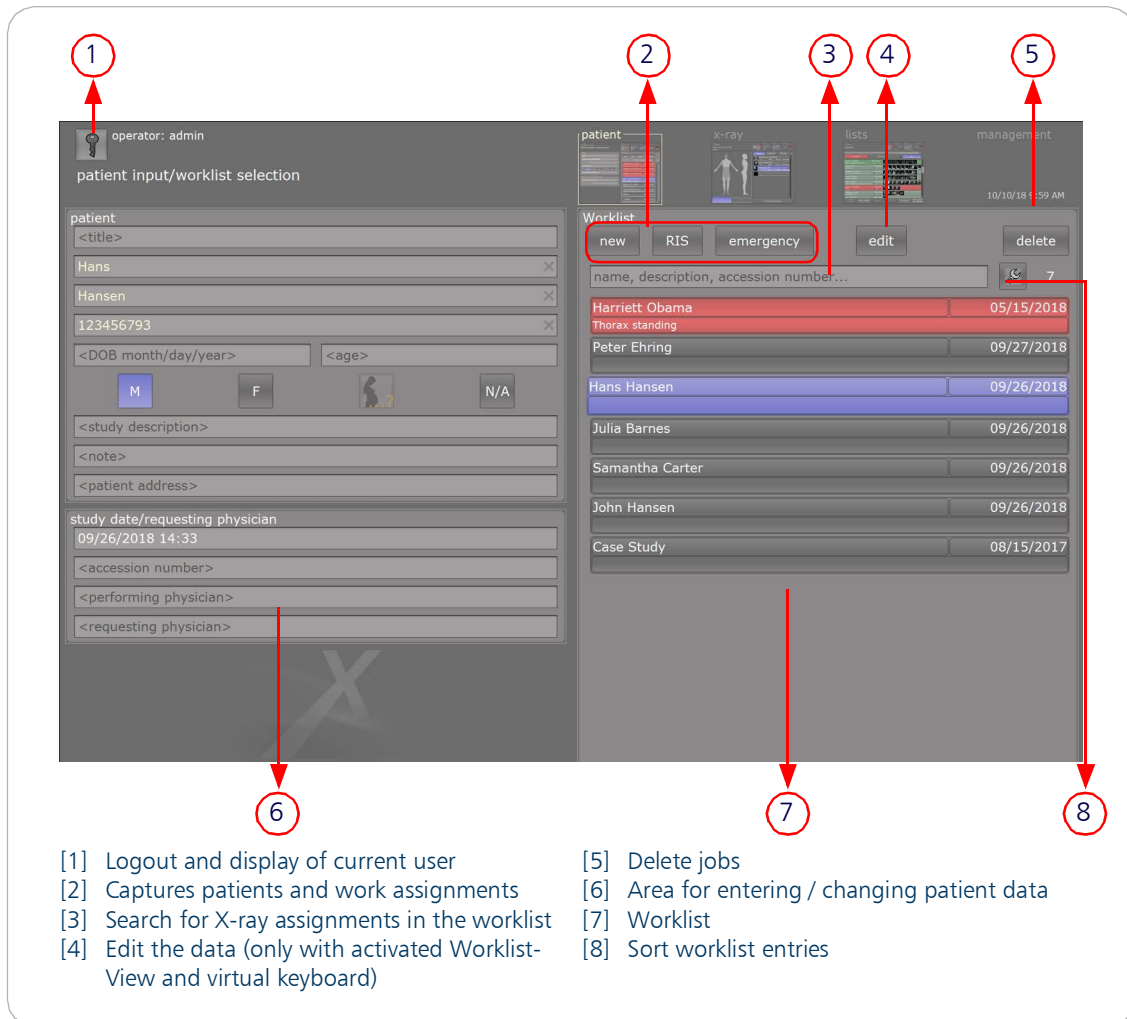 1
2
3
4
5
operator: admin
patient input/worklist selection
patient
x-ray
lists
management
10/10/18 9:59 AM
patient
<title>
Hans
Hansen
123456793
<DOB month/day/year>
<age>
M
F
N/A
<study description>
<note>
<patient address>
study date/requesting physician
09/26/2018 14:33
<accession number>
<performing physician>
<requesting physician>
Worklist
new
RIS
emergency
edit
delete
name, description, accession number...
7
Harriett Obama 05/15/2018
Thorax standing
Peter Ehring 09/27/2018
Hans Hansen 09/26/2018
Julia Barnes 09/26/2018
Samantha Carter 09/26/2018
John Hansen 09/26/2018
Case Study 08/15/2017
X
6
7
8
[1] Logout and display of current user
[2] Captures patients and work assignments
[3] Search for X-ray assignments in the worklist
[4] Edit the data (only with activated Worklist-
View and virtual keyboard)
[5] Delete jobs
[6] Area for entering / changing patient data
[7] Worklist
[8] Sort worklist entries